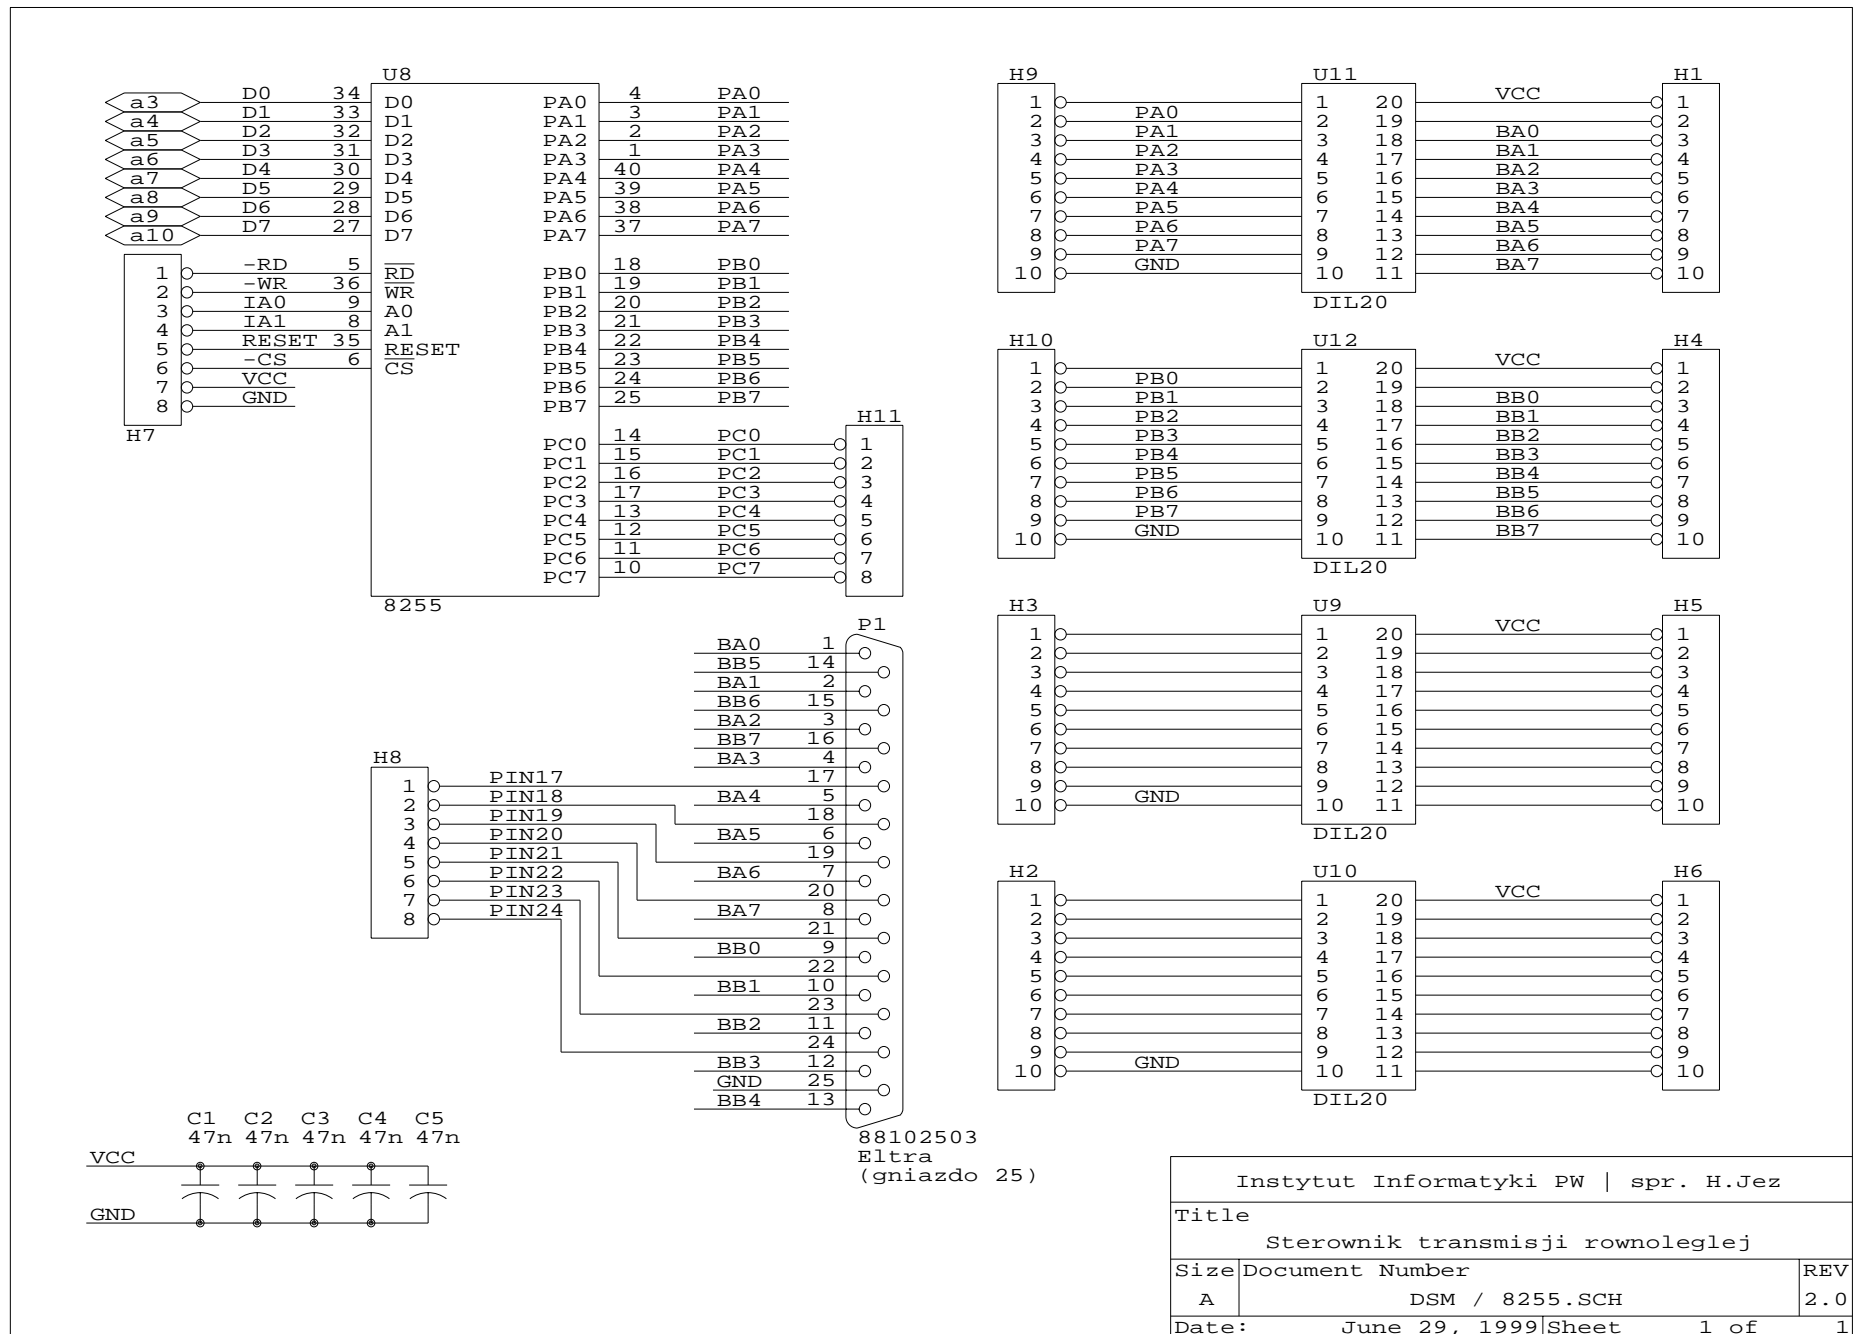 U8
a3 D0 34 D0 PA0 4 PA0
a4 D1 33 D1 PA1 3 PA1
a5 D2 32 D2 PA2 2 PA2
a6 D3 31 D3 PA3 1 PA3
a7 D4 30 D4 PA4 40 PA4
a8 D5 29 D5 PA5 39 PA5
a9 D6 28 D6 PA6 38 PA6
a10 D7 27 D7 PA7 37 PA7
1 -RD 5 RD PB0 18 PB0
2 -WR 36 WR PB1 19 PB1
3 IA0 9 A0 PB2 20 PB2
4 IA1 8 A1 PB3 21 PB3
5 RESET 35 RESET PB4 22 PB4
6 -CS 6 CS PB5 23 PB5
7 VCC PB6 24 PB6
8 GND PB7 25 PB7
H7
H11
PC0 14 PC0 1
PC1 15 PC1 2
PC2 16 PC2 3
PC3 17 PC3 4
PC4 13 PC4 5
PC5 12 PC5 6
PC6 11 PC6 7
PC7 10 PC7 8
8255
P1
BA0 1
BB5 14
BA1 2
BB6 15
BA2 3
BB7 16
BA3 4
17
BA4 5
18
BA5 6
19
BA6 7
20
BA7 8
21
BB0 9
22
BB1 10
23
BB2 11
24
BB3 12
GND 25
BB4 13
88102503
Eltra
(gniazdo 25)
H8
1 PIN17
2 PIN18
3 PIN19
4 PIN20
5 PIN21
6 PIN22
7 PIN23
8 PIN24
C1 C2 C3 C4 C5
47n 47n 47n 47n 47n
VCC
GND
H9 U11 H1
1 1 20 VCC 1
2 PA0 2 19 2
3 PA1 3 18 BA0 3
4 PA2 4 17 BA1 4
5 PA3 5 16 BA2 5
6 PA4 6 15 BA3 6
7 PA5 7 14 BA4 7
8 PA6 8 13 BA5 8
9 PA7 9 12 BA6 9
10 GND 10 11 BA7 10
DIL20
H10 U12 H4
1 1 20 VCC 1
2 PB0 2 19 2
3 PB1 3 18 BB0 3
4 PB2 4 17 BB1 4
5 PB3 5 16 BB2 5
6 PB4 6 15 BB3 6
7 PB5 7 14 BB4 7
8 PB6 8 13 BB5 8
9 PB7 9 12 BB6 9
10 GND 10 11 BB7 10
DIL20
H3 U9 H5
1 1 20 VCC 1
2 2 19 2
3 3 18 3
4 4 17 4
5 5 16 5
6 6 15 6
7 7 14 7
8 8 13 8
9 9 12 9
10 GND 10 11 10
DIL20
H2 U10 H6
1 1 20 VCC 1
2 2 19 2
3 3 18 3
4 4 17 4
5 5 16 5
6 6 15 6
7 7 14 7
8 8 13 8
9 9 12 9
10 GND 10 11 10
DIL20
Instytut Informatyki PW | spr. H.Jez
Title
Sterownik transmisji rownoleglej
Size Document Number REV
A DSM / 8255.SCH 2.0
Date: June 29, 1999 Sheet 1 of 1